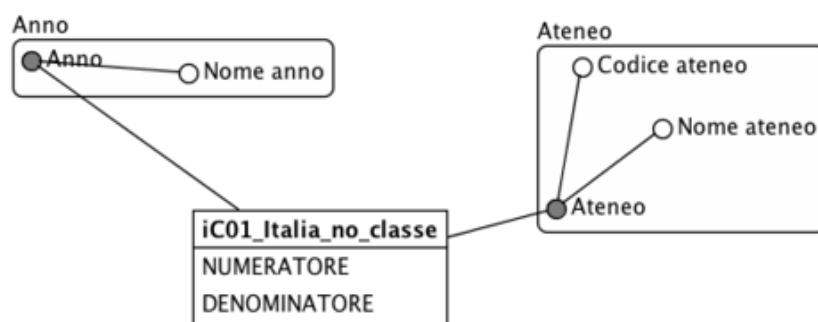 Anno
Anno
Nome anno
Ateneo
Codice ateneo
Nome ateneo
Ateneo
iC01_Italia_no_classe
NUMERATORE
DENOMINATORE